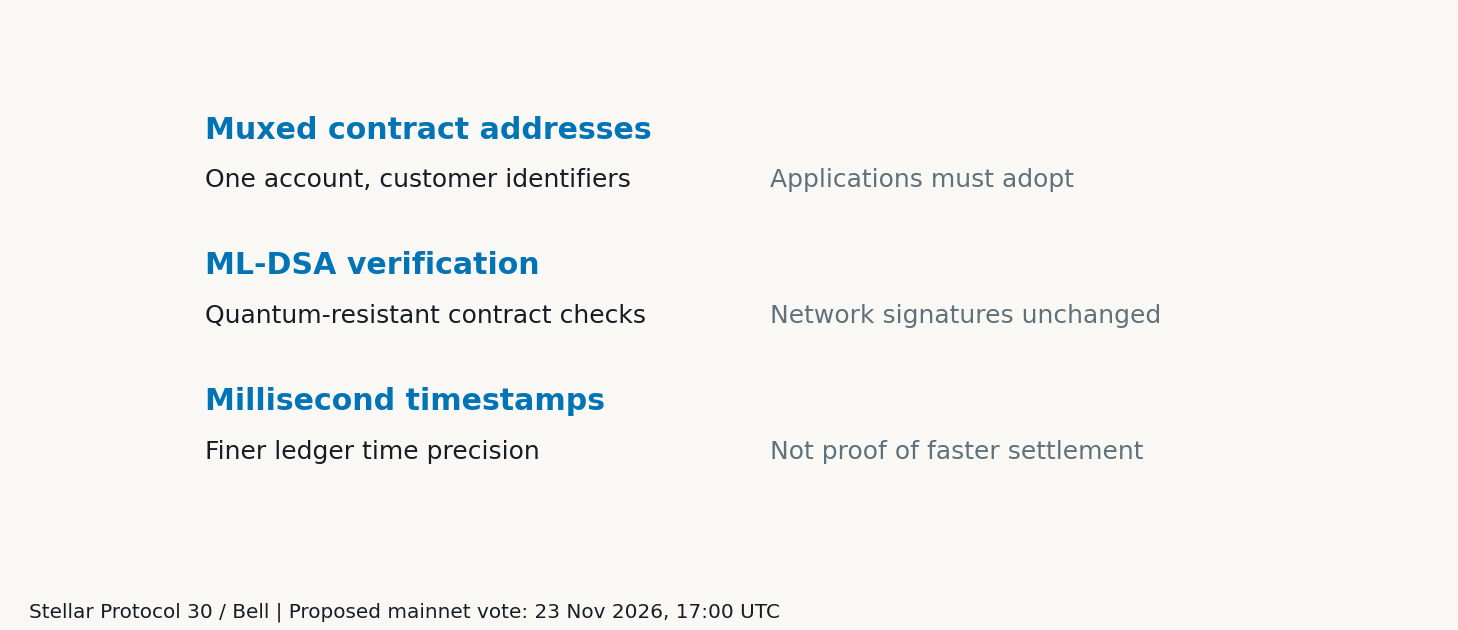 Muxed contract addresses
One account, customer identifiers
Applications must adopt
ML-DSA verification
Quantum-resistant contract checks
Network signatures unchanged
Millisecond timestamps
Finer ledger time precision
Not proof of faster settlement
Stellar Protocol 30 / Bell | Proposed mainnet vote: 23 Nov 2026, 17:00 UTC